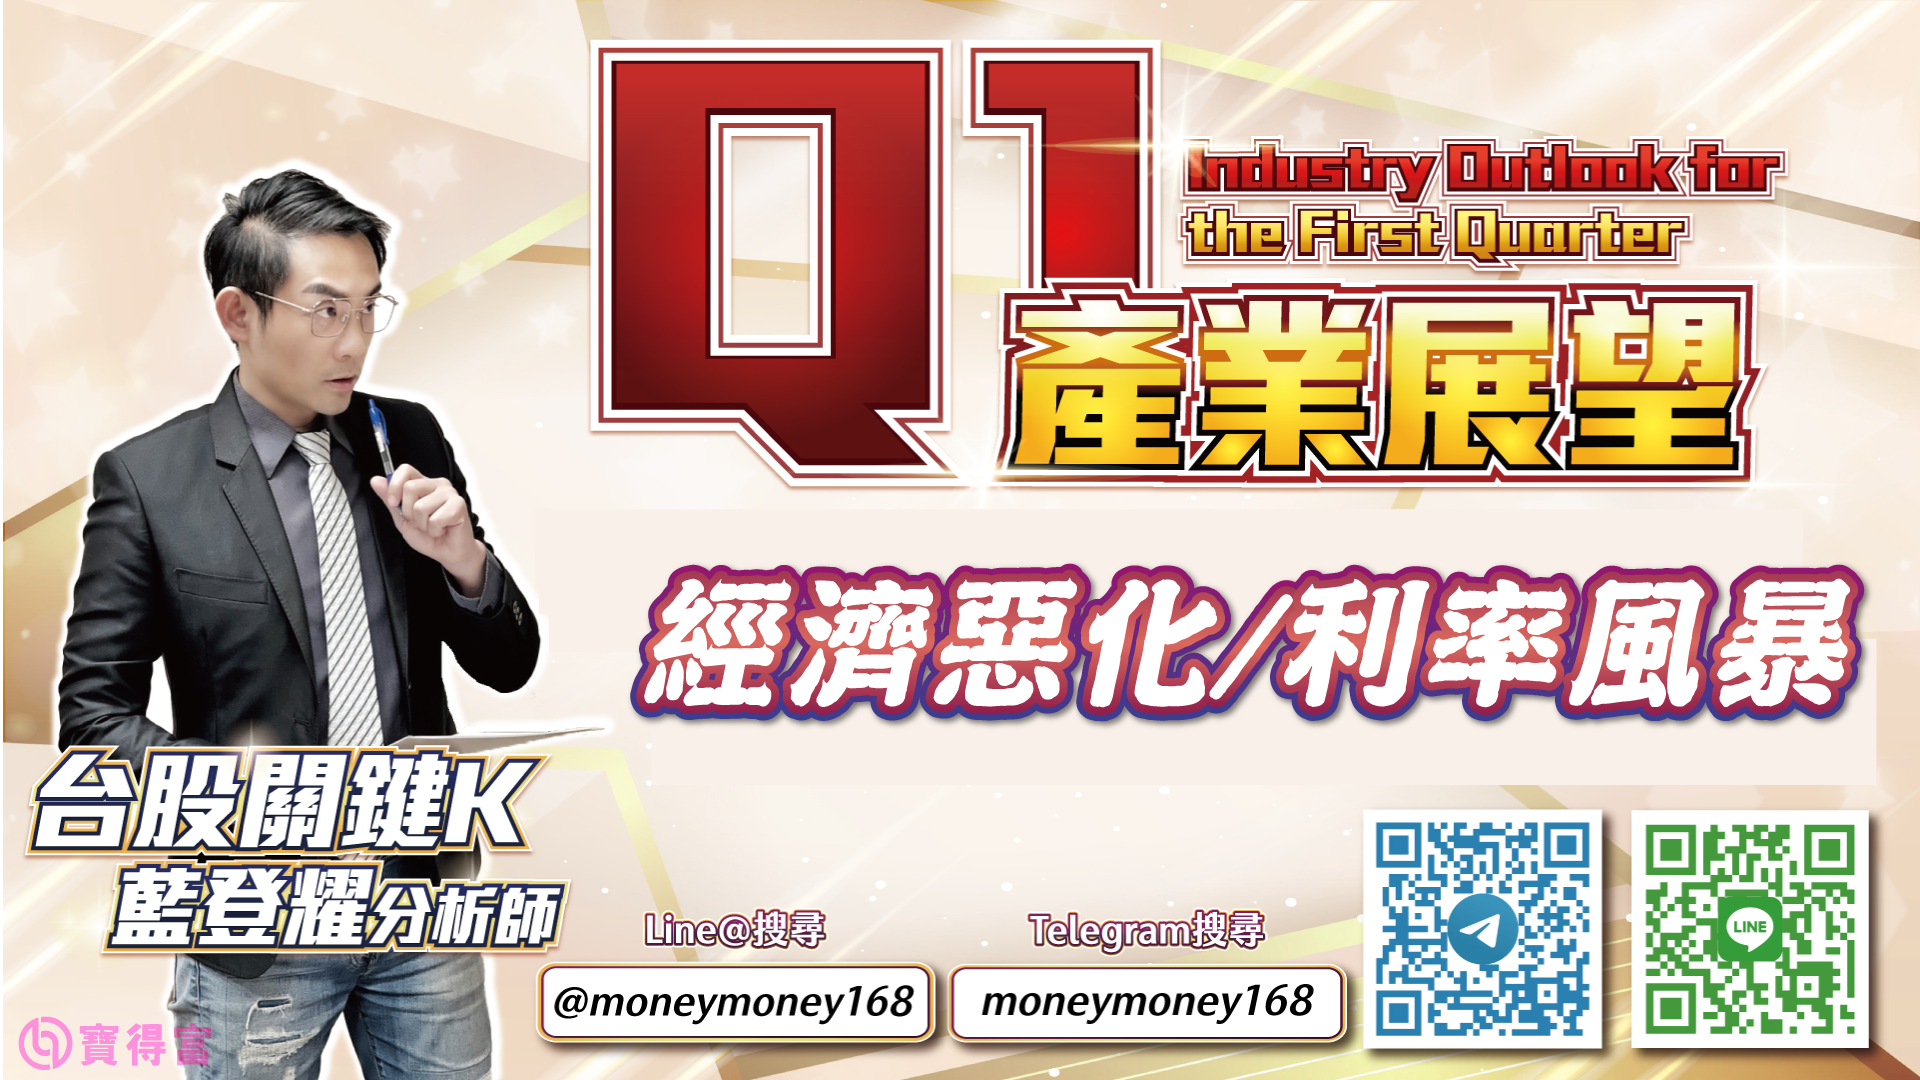 Q1
Industry Outlook for
the First Quarter
產業展望
經濟惡化/利率風暴
台股關鍵K
藍登耀分析師
Line@搜尋
@moneymoney168
Telegram搜尋
moneymoney168
LINE
寶得富